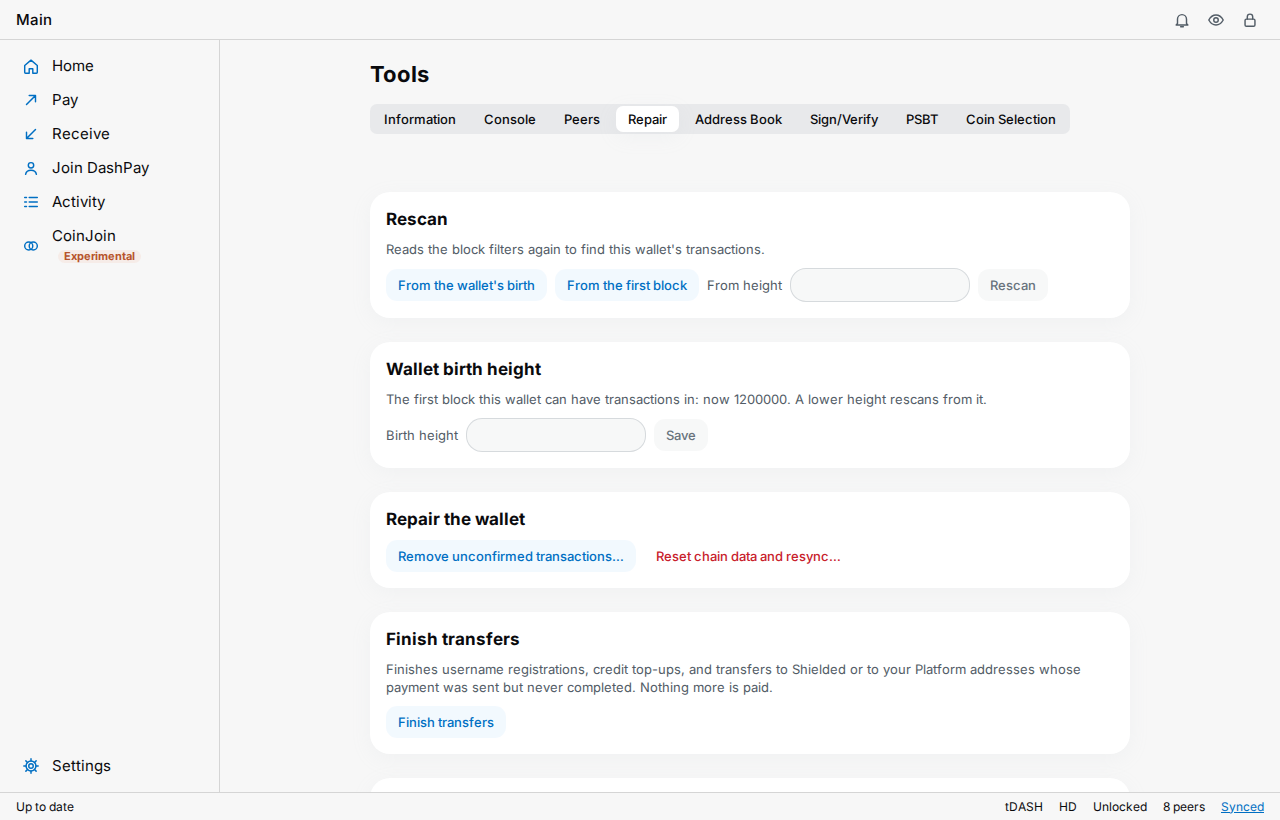 Main
Home
Pay
Receive
Join DashPay
Activity
CoinJoin
Experimental
Settings
Tools
Information Console Peers Repair Address Book Sign/Verify PSBT Coin Selection
Rescan
Reads the block filters again to find this wallet's transactions.
From the wallet's birth From the first block From height Rescan
Wallet birth height
The first block this wallet can have transactions in: now 1200000. A lower height rescans from it.
Birth height Save
Repair the wallet
Remove unconfirmed transactions... Reset chain data and resync...
Finish transfers
Finishes username registrations, credit top-ups, and transfers to Shielded or to your Platform addresses whose
payment was sent but never completed. Nothing more is paid.
Finish transfers
Up to date tDASH HD Unlocked 8 peers Synced